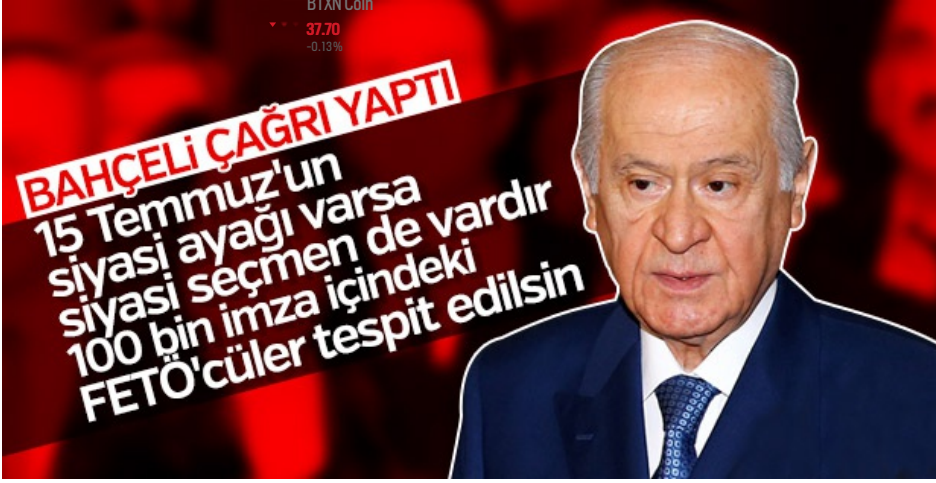 BTXN Coin
37.70
-0.13%
BAHÇELİ ÇAĞRI YAPTI
15 Temmuz'un
siyasi ayağı varsa
siyasi seçmen de vardır
100 bin imza içindeki
FETÖ'cüler tespit edilsin